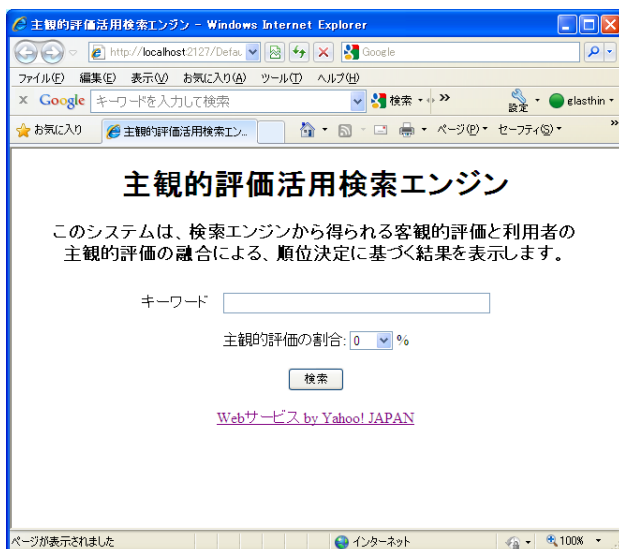 主観的評価活用検索エンジン - Windows Internet Explorer
http://localhost:2127/Defau
Google
ファイル(F) 編集(E) 表示(V) お気に入り(A) ツール(T) ヘルプ(H)
x Google キーワードを入力して検索 検索 設定 glasthin
お気に入り 主観的評価活用検索エン... ページ(P) セーフティ(S)
主観的評価活用検索エンジン
このシステムは、検索エンジンから得られる客観的評価と利用者の
主観的評価の融合による、順位決定に基づく結果を表示します。
キーワード
主観的評価の割合: 0 %
検索
Webサービス by Yahoo! JAPAN
ページが表示されました インターネット 100%